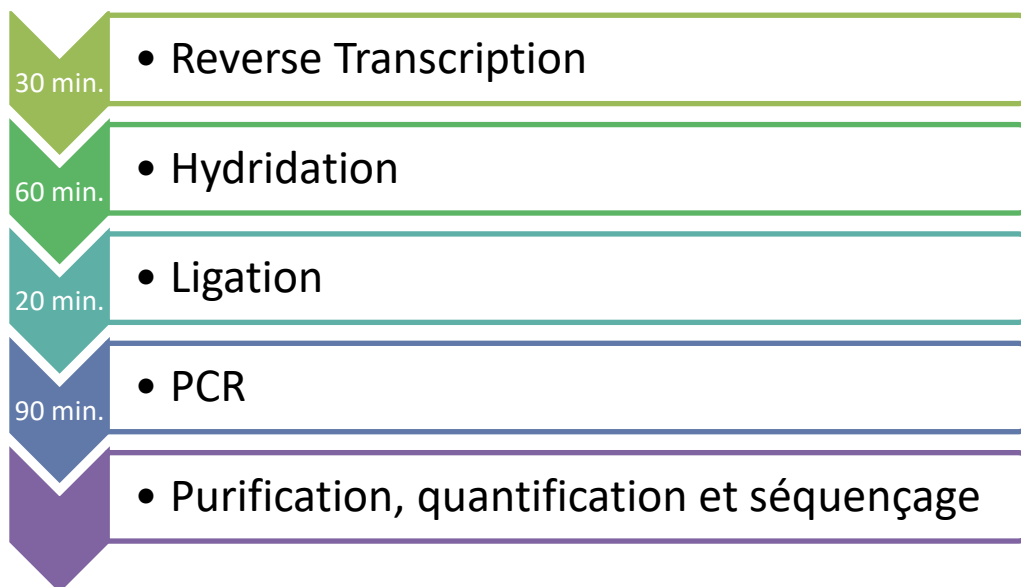 30 min.
• Reverse Transcription
60 min.
• Hydridation
20 min.
• Ligation
90 min.
• PCR
• Purification, quantification et séquençage